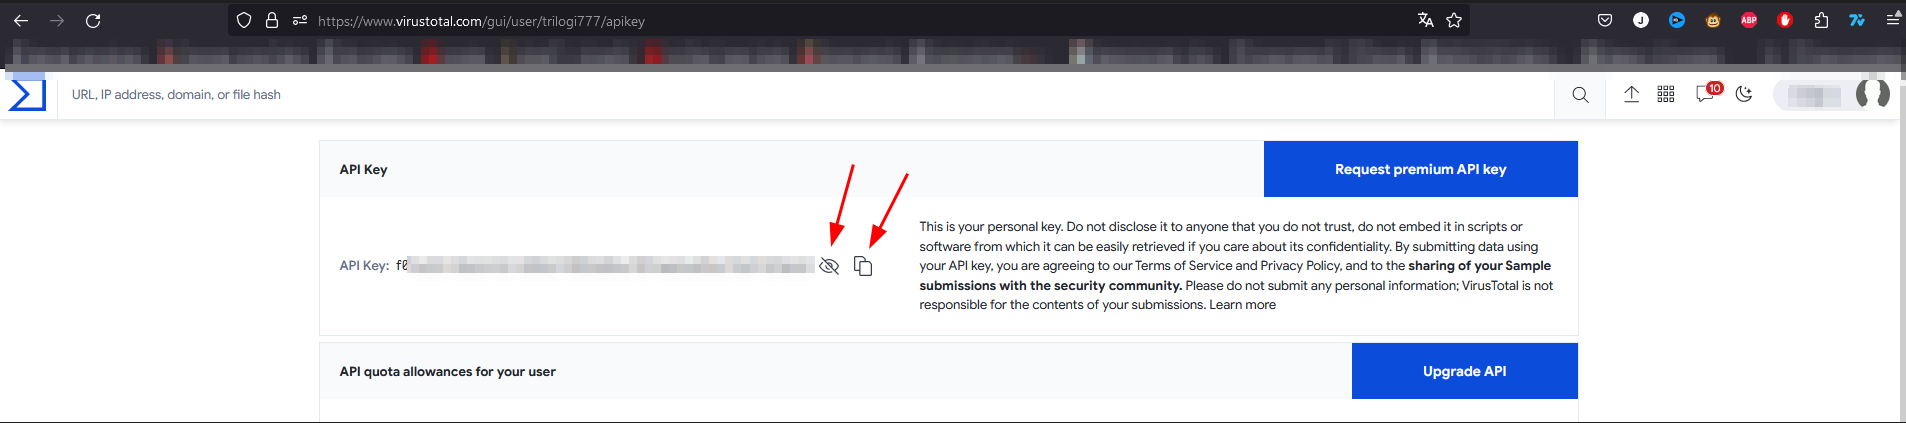 https://www.virustotal.com/gui/user/trilogi777/apikey
J
ABP
URL, IP address, domain, or file hash
10
API Key
Request premium API key
This is your personal key. Do not disclose it to anyone that you do not trust, do not embed it in scripts or
software from which it can be easily retrieved if you care about its confidentiality. By submitting data using
API Key: f0
your API key, you are agreeing to our Terms of Service and Privacy Policy, and to the sharing of your Sample
submissions with the security community. Please do not submit any personal information; VirusTotal is not
responsible for the contents of your submissions. Learn more
API quota allowances for your user
Upgrade API